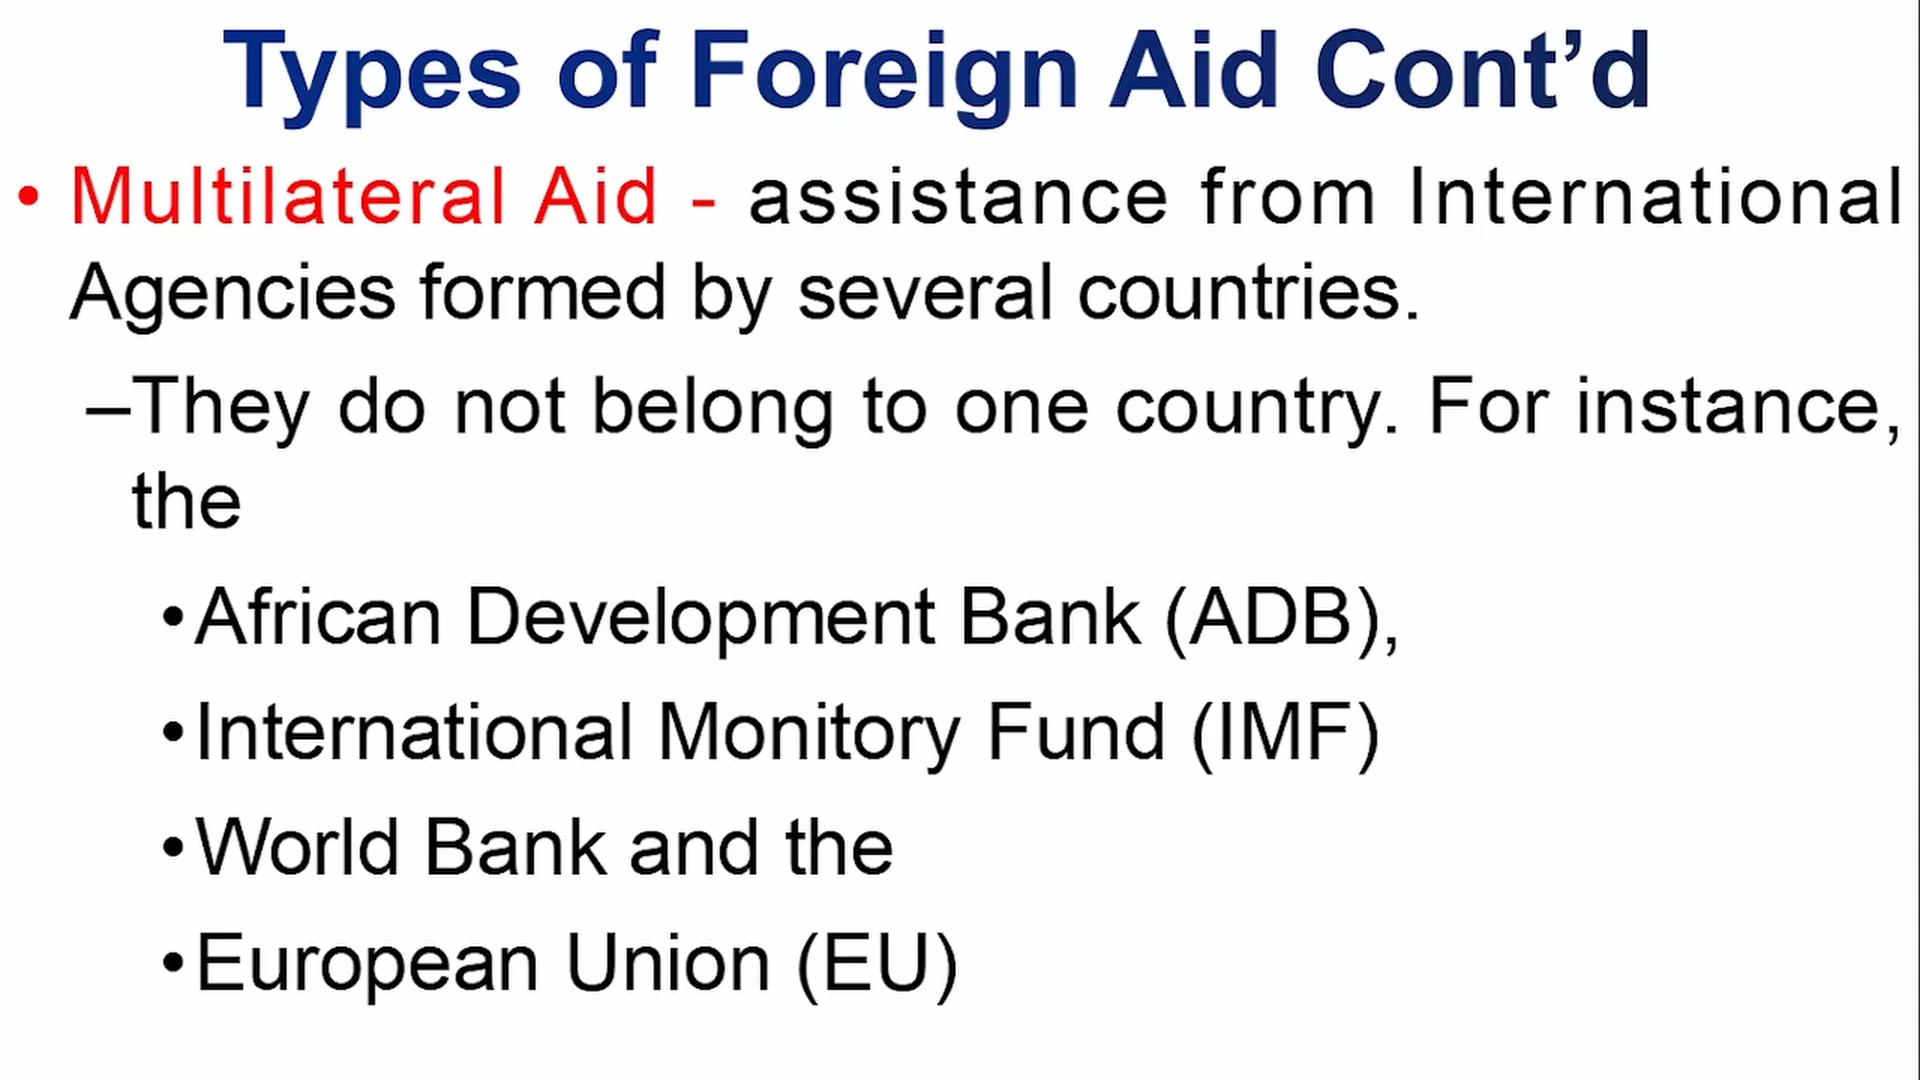 Types of Foreign Aid Cont’d
• Multilateral Aid - assistance from International
Agencies formed by several countries.
–They do not belong to one country. For instance,
the
•African Development Bank (ADB),
•International Monitory Fund (IMF)
•World Bank and the
•European Union (EU)